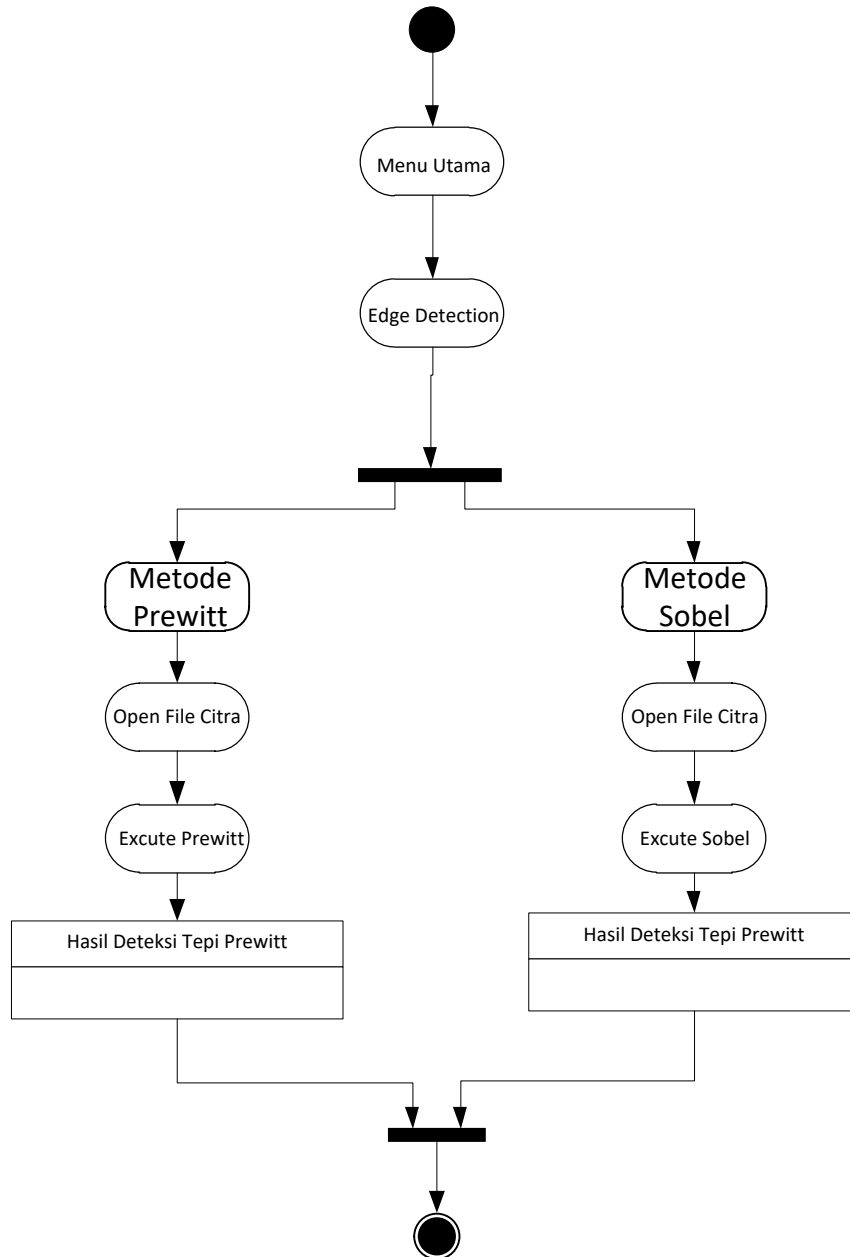 Menu Utama
Edge Detection
Metode
Prewitt
Metode
Sobel
Open File Citra
Open File Citra
Excute Prewitt
Excute Sobel
Hasil Deteksi Tepi Prewitt
Hasil Deteksi Tepi Prewitt